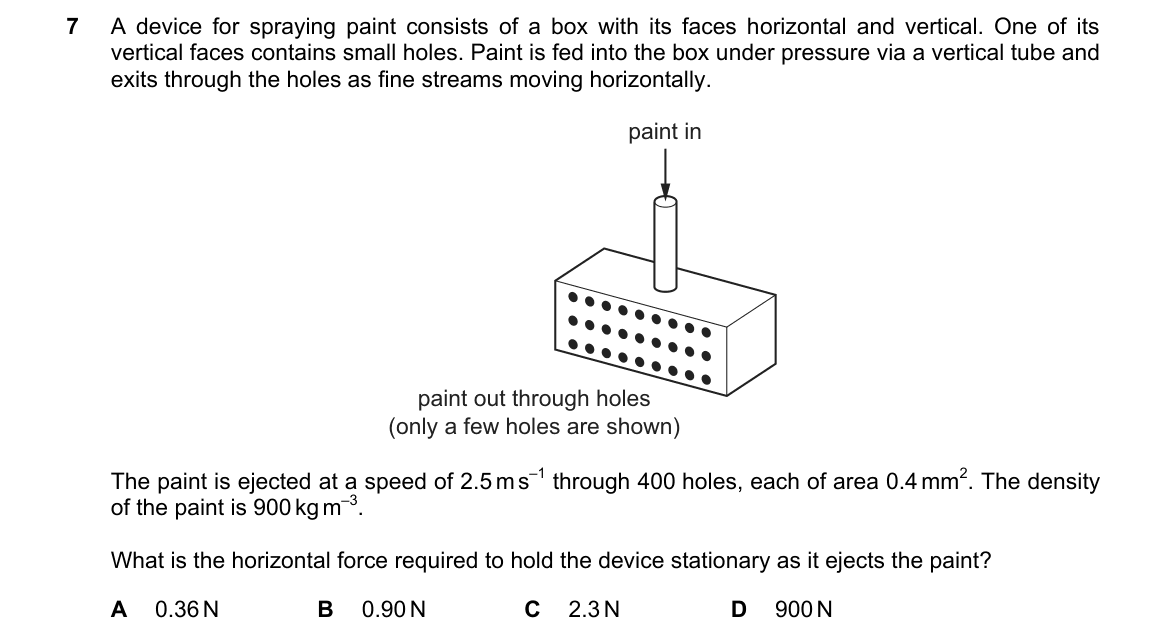 7 A device for spraying paint consists of a box with its faces horizontal and vertical. One of its
vertical faces contains small holes. Paint is fed into the box under pressure via a vertical tube and
exits through the holes as fine streams moving horizontally.
paint in
paint out through holes
(only a few holes are shown)
The paint is ejected at a speed of 2.5 m s⁻¹ through 400 holes, each of area 0.4 mm². The density
of the paint is 900 kg m⁻³.
What is the horizontal force required to hold the device stationary as it ejects the paint?
A 0.36 N B 0.90 N C 2.3 N D 900 N